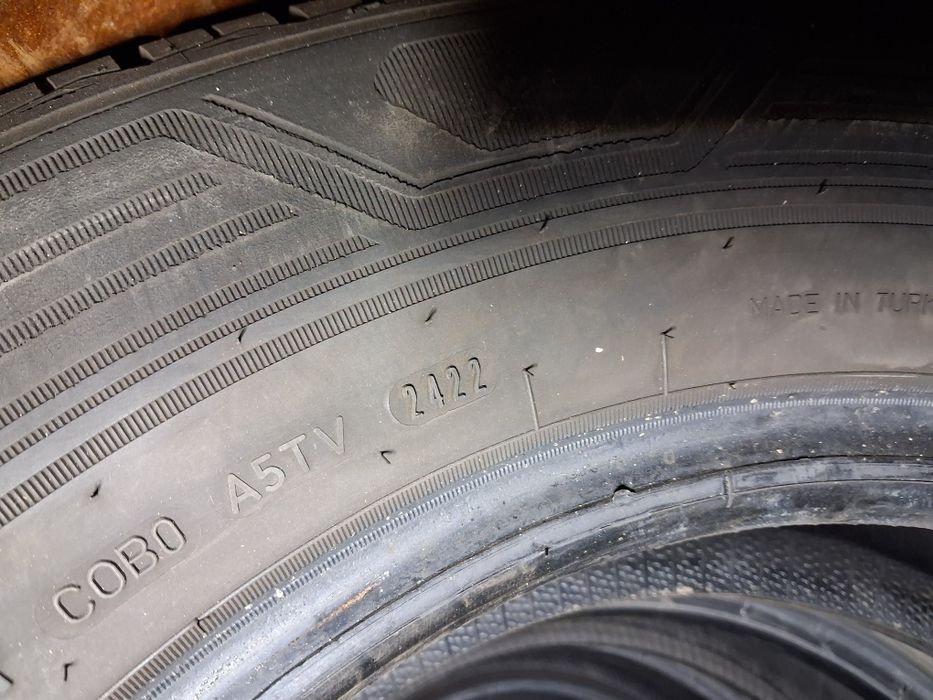 COB0 A5TV 2422
MADE IN TURK